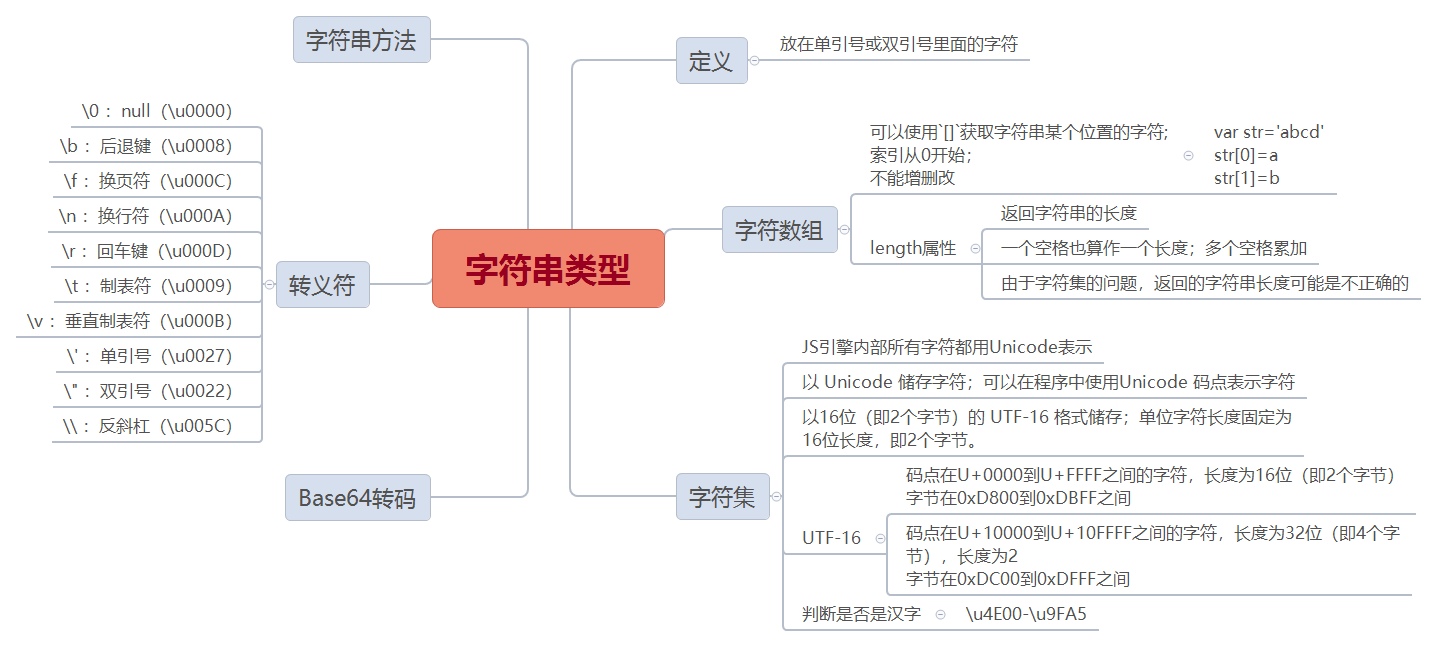 字符串类型
定义
放在单引号或双引号里面的字符
字符数组
可以使用`[]`获取字符串某个位置的字符;
索引从0开始；
不能增删改
var str='abcd'
str[0]=a
str[1]=b
length属性
返回字符串的长度
一个空格也算作一个长度；多个空格累加
由于字符集的问题，返回的字符串长度可能是不正确的
字符集
JS引擎内部所有字符都用Unicode表示
以 Unicode 储存字符；可以在程序中使用Unicode 码点表示字符
以16位（即2个字节）的 UTF-16 格式储存；单位字符长度固定为
16位长度，即2个字节。
UTF-16
码点在U+0000到U+FFFF之间的字符，长度为16位（即2个字节）
字节在0xD800到0xDBFF之间
码点在U+10000到U+10FFFF之间的字符，长度为32位（即4个字
节），长度为2
字节在0xDC00到0xDFFF之间
判断是否是汉字
\u4E00-\u9FA5
字符串方法
转义符
\0 ：null（\u0000）
\b ：后退键（\u0008）
\f ：换页符（\u000C）
\n ：换行符（\u000A）
\r ：回车键（\u000D）
\t ：制表符（\u0009）
\v ：垂直制表符（\u000B）
\' ：单引号（\u0027）
\" ：双引号（\u0022）
\\ ：反斜杠（\u005C）
Base64转码